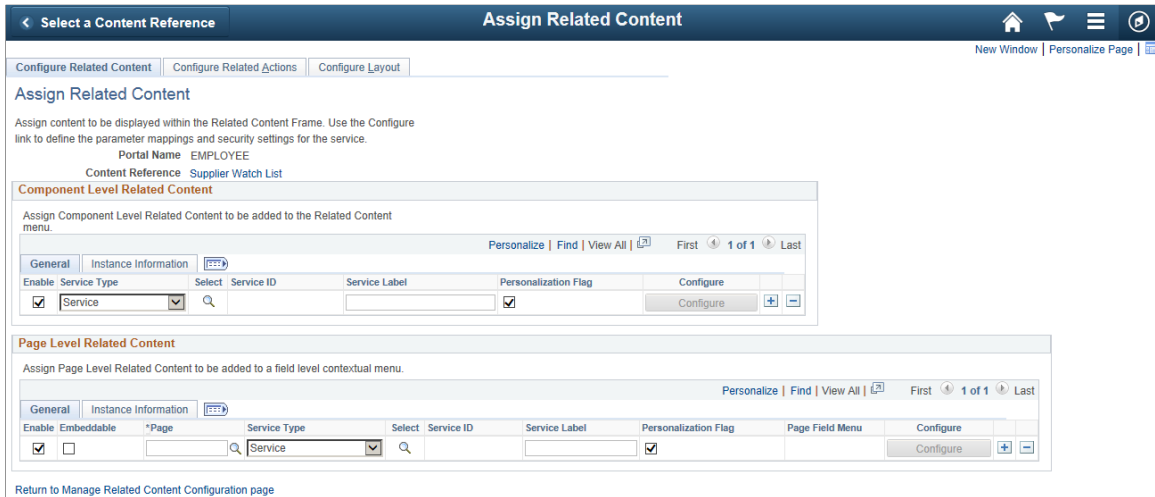 Select a Content Reference
Assign Related Content
New Window | Personalize Page |
Configure Related Content
Configure Related Actions
Configure Layout
Assign Related Content
Assign content to be displayed within the Related Content Frame. Use the Configure
link to define the parameter mappings and security settings for the service.
Portal Name EMPLOYEE
Content Reference Supplier Watch List
Component Level Related Content
Assign Component Level Related Content to be added to the Related Content
menu.
Personalize | Find | View All | First 1 of 1 Last
General Instance Information
Enable Service Type Select Service ID Service Label Personalization Flag Configure
Service Configure
Page Level Related Content
Assign Page Level Related Content to be added to a field level contextual menu.
Personalize | Find | View All | First 1 of 1 Last
General Instance Information
Enable Embeddable *Page Service Type Select Service ID Service Label Personalization Flag Page Field Menu Configure
Service Configure
Return to Manage Related Content Configuration page